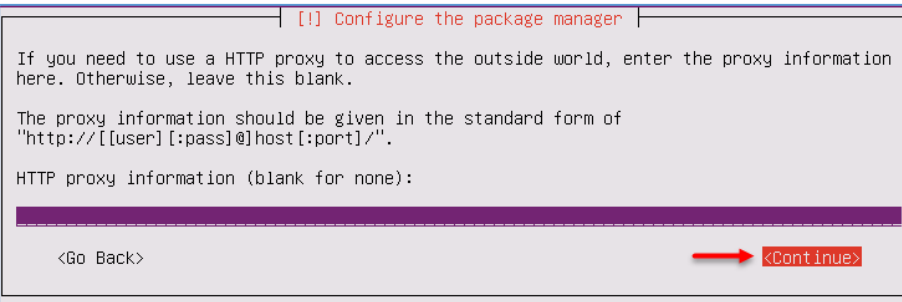 [!] Configure the package manager
If you need to use a HTTP proxy to access the outside world, enter the proxy information
here. Otherwise, leave this blank.
The proxy information should be given in the standard form of
"http://[[user][:pass]@]host[:port]/".
HTTP proxy information (blank for none):
<Go Back> <Continue>